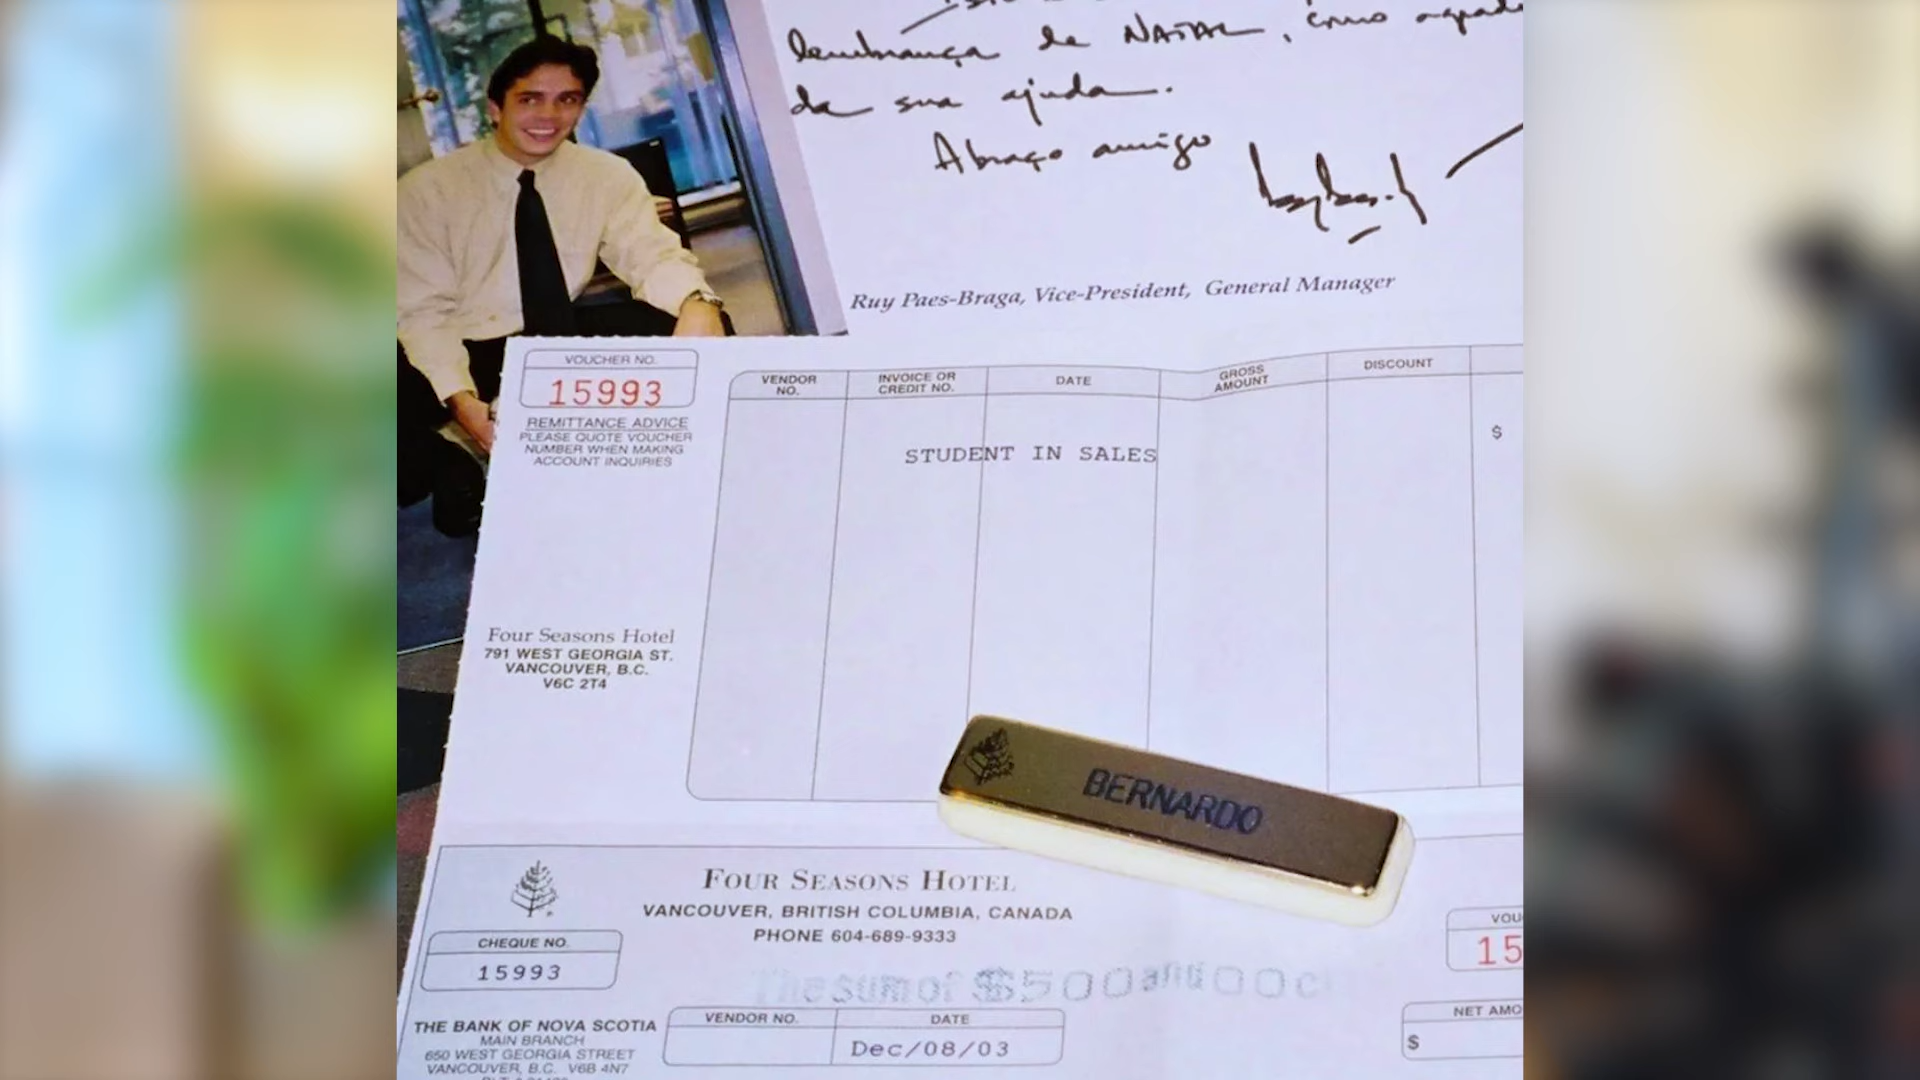 lembrança de NATAL, como
da sua ajuda.
Abraço amigo
Ruy Paes-Braga, Vice-President, General Manager
VOUCHER NO.
15993
REMITTANCE ADVICE
PLEASE QUOTE VOUCHER
NUMBER WHEN MAKING
ACCOUNT INQUIRIES
VENDOR NO.
INVOICE OR CREDIT NO.
DATE
GROSS AMOUNT
DISCOUNT
$
STUDENT IN SALES
Four Seasons Hotel
791 WEST GEORGIA ST.
VANCOUVER, B.C.
V6C 2T4
BERNARDO
FOUR SEASONS HOTEL
VANCOUVER, BRITISH COLUMBIA, CANADA
PHONE 604-689-9333
CHEQUE NO.
15993
VOU
15
The sum of $500 and 00 c
THE BANK OF NOVA SCOTIA
MAIN BRANCH
650 WEST GEORGIA STREET
VANCOUVER, B.C. V6B 4N7
VENDOR NO.
DATE
Dec/08/03
NET AMO
$